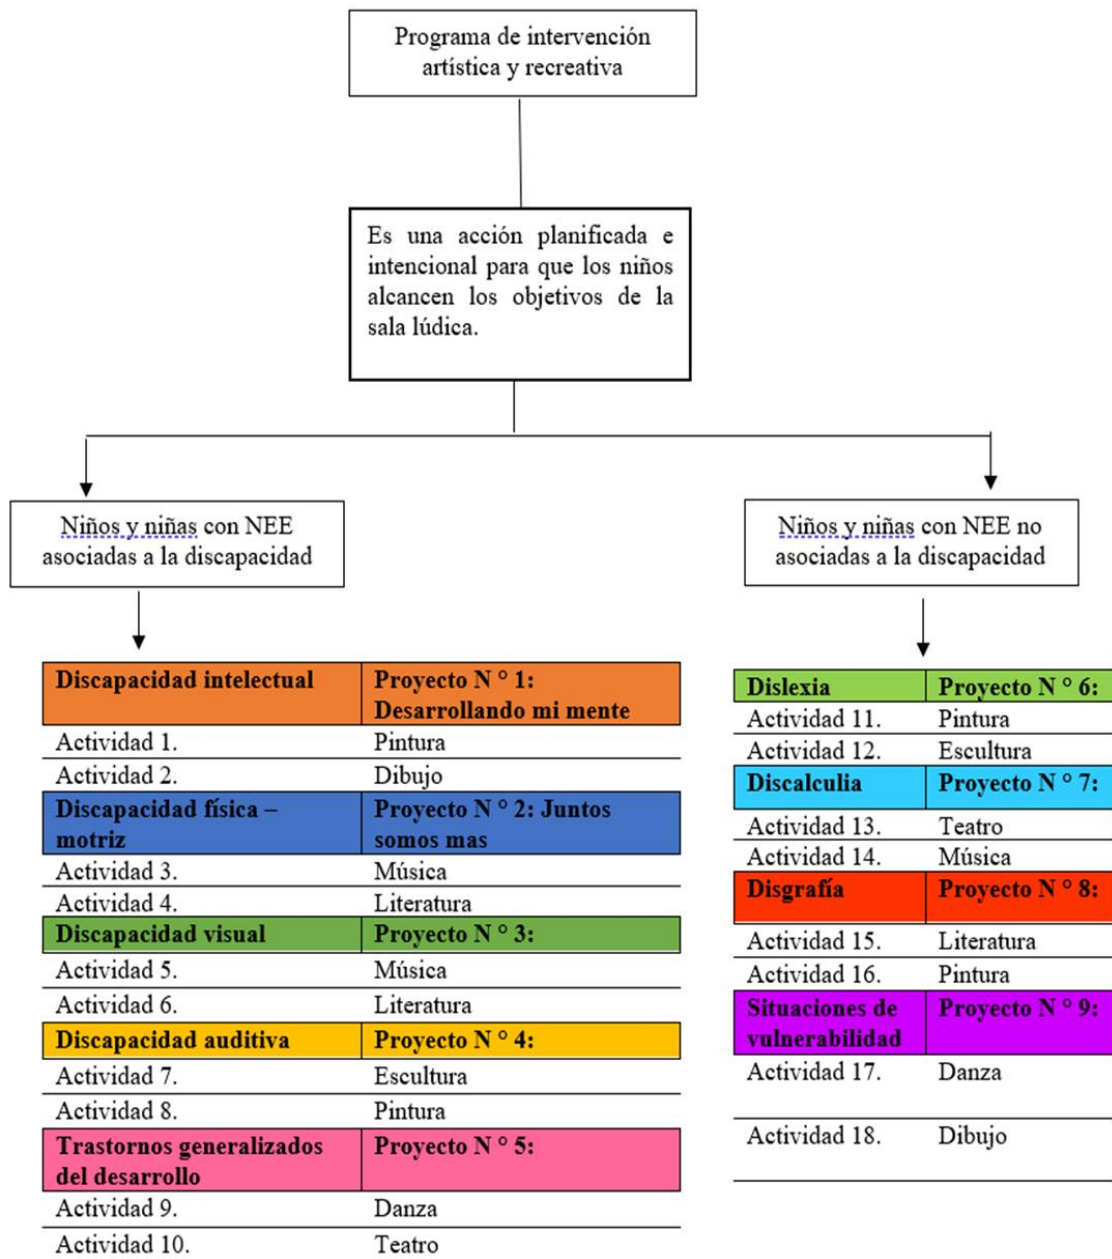 Programa de intervención
artística y recreativa
Es una acción planificada e
intencional para que los niños
alcancen los objetivos de la
sala lúdica.
Niños y niñas con NEE
asociadas a la discapacidad
Niños y niñas con NEE no
asociadas a la discapacidad
Discapacidad intelectual Proyecto N ° 1:
Desarrollando mi mente
Actividad 1. Pintura
Actividad 2. Dibujo
Discapacidad física – Proyecto N ° 2: Juntos
motriz somos mas
Actividad 3. Música
Actividad 4. Literatura
Discapacidad visual Proyecto N ° 3:
Actividad 5. Música
Actividad 6. Literatura
Discapacidad auditiva Proyecto N ° 4:
Actividad 7. Escultura
Actividad 8. Pintura
Trastornos generalizados Proyecto N ° 5:
del desarrollo
Actividad 9. Danza
Actividad 10. Teatro
Dislexia Proyecto N ° 6:
Actividad 11. Pintura
Actividad 12. Escultura
Discalculia Proyecto N ° 7:
Actividad 13. Teatro
Actividad 14. Música
Disgrafía Proyecto N ° 8:
Actividad 15. Literatura
Actividad 16. Pintura
Situaciones de Proyecto N ° 9:
vulnerabilidad
Actividad 17. Danza
Actividad 18. Dibujo